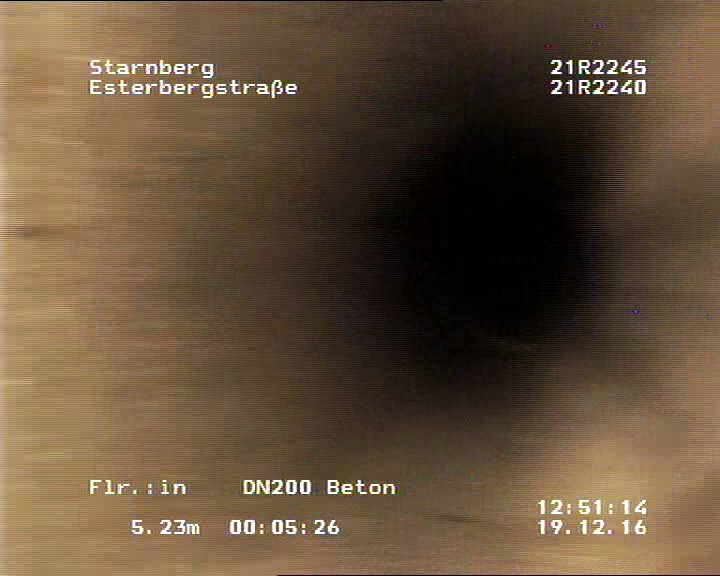 Starnberg 21R2245
Esterbergstraße 21R2240
Flr.:in DN200 Beton
12:51:14
5.23m 00:05:26 19.12.16